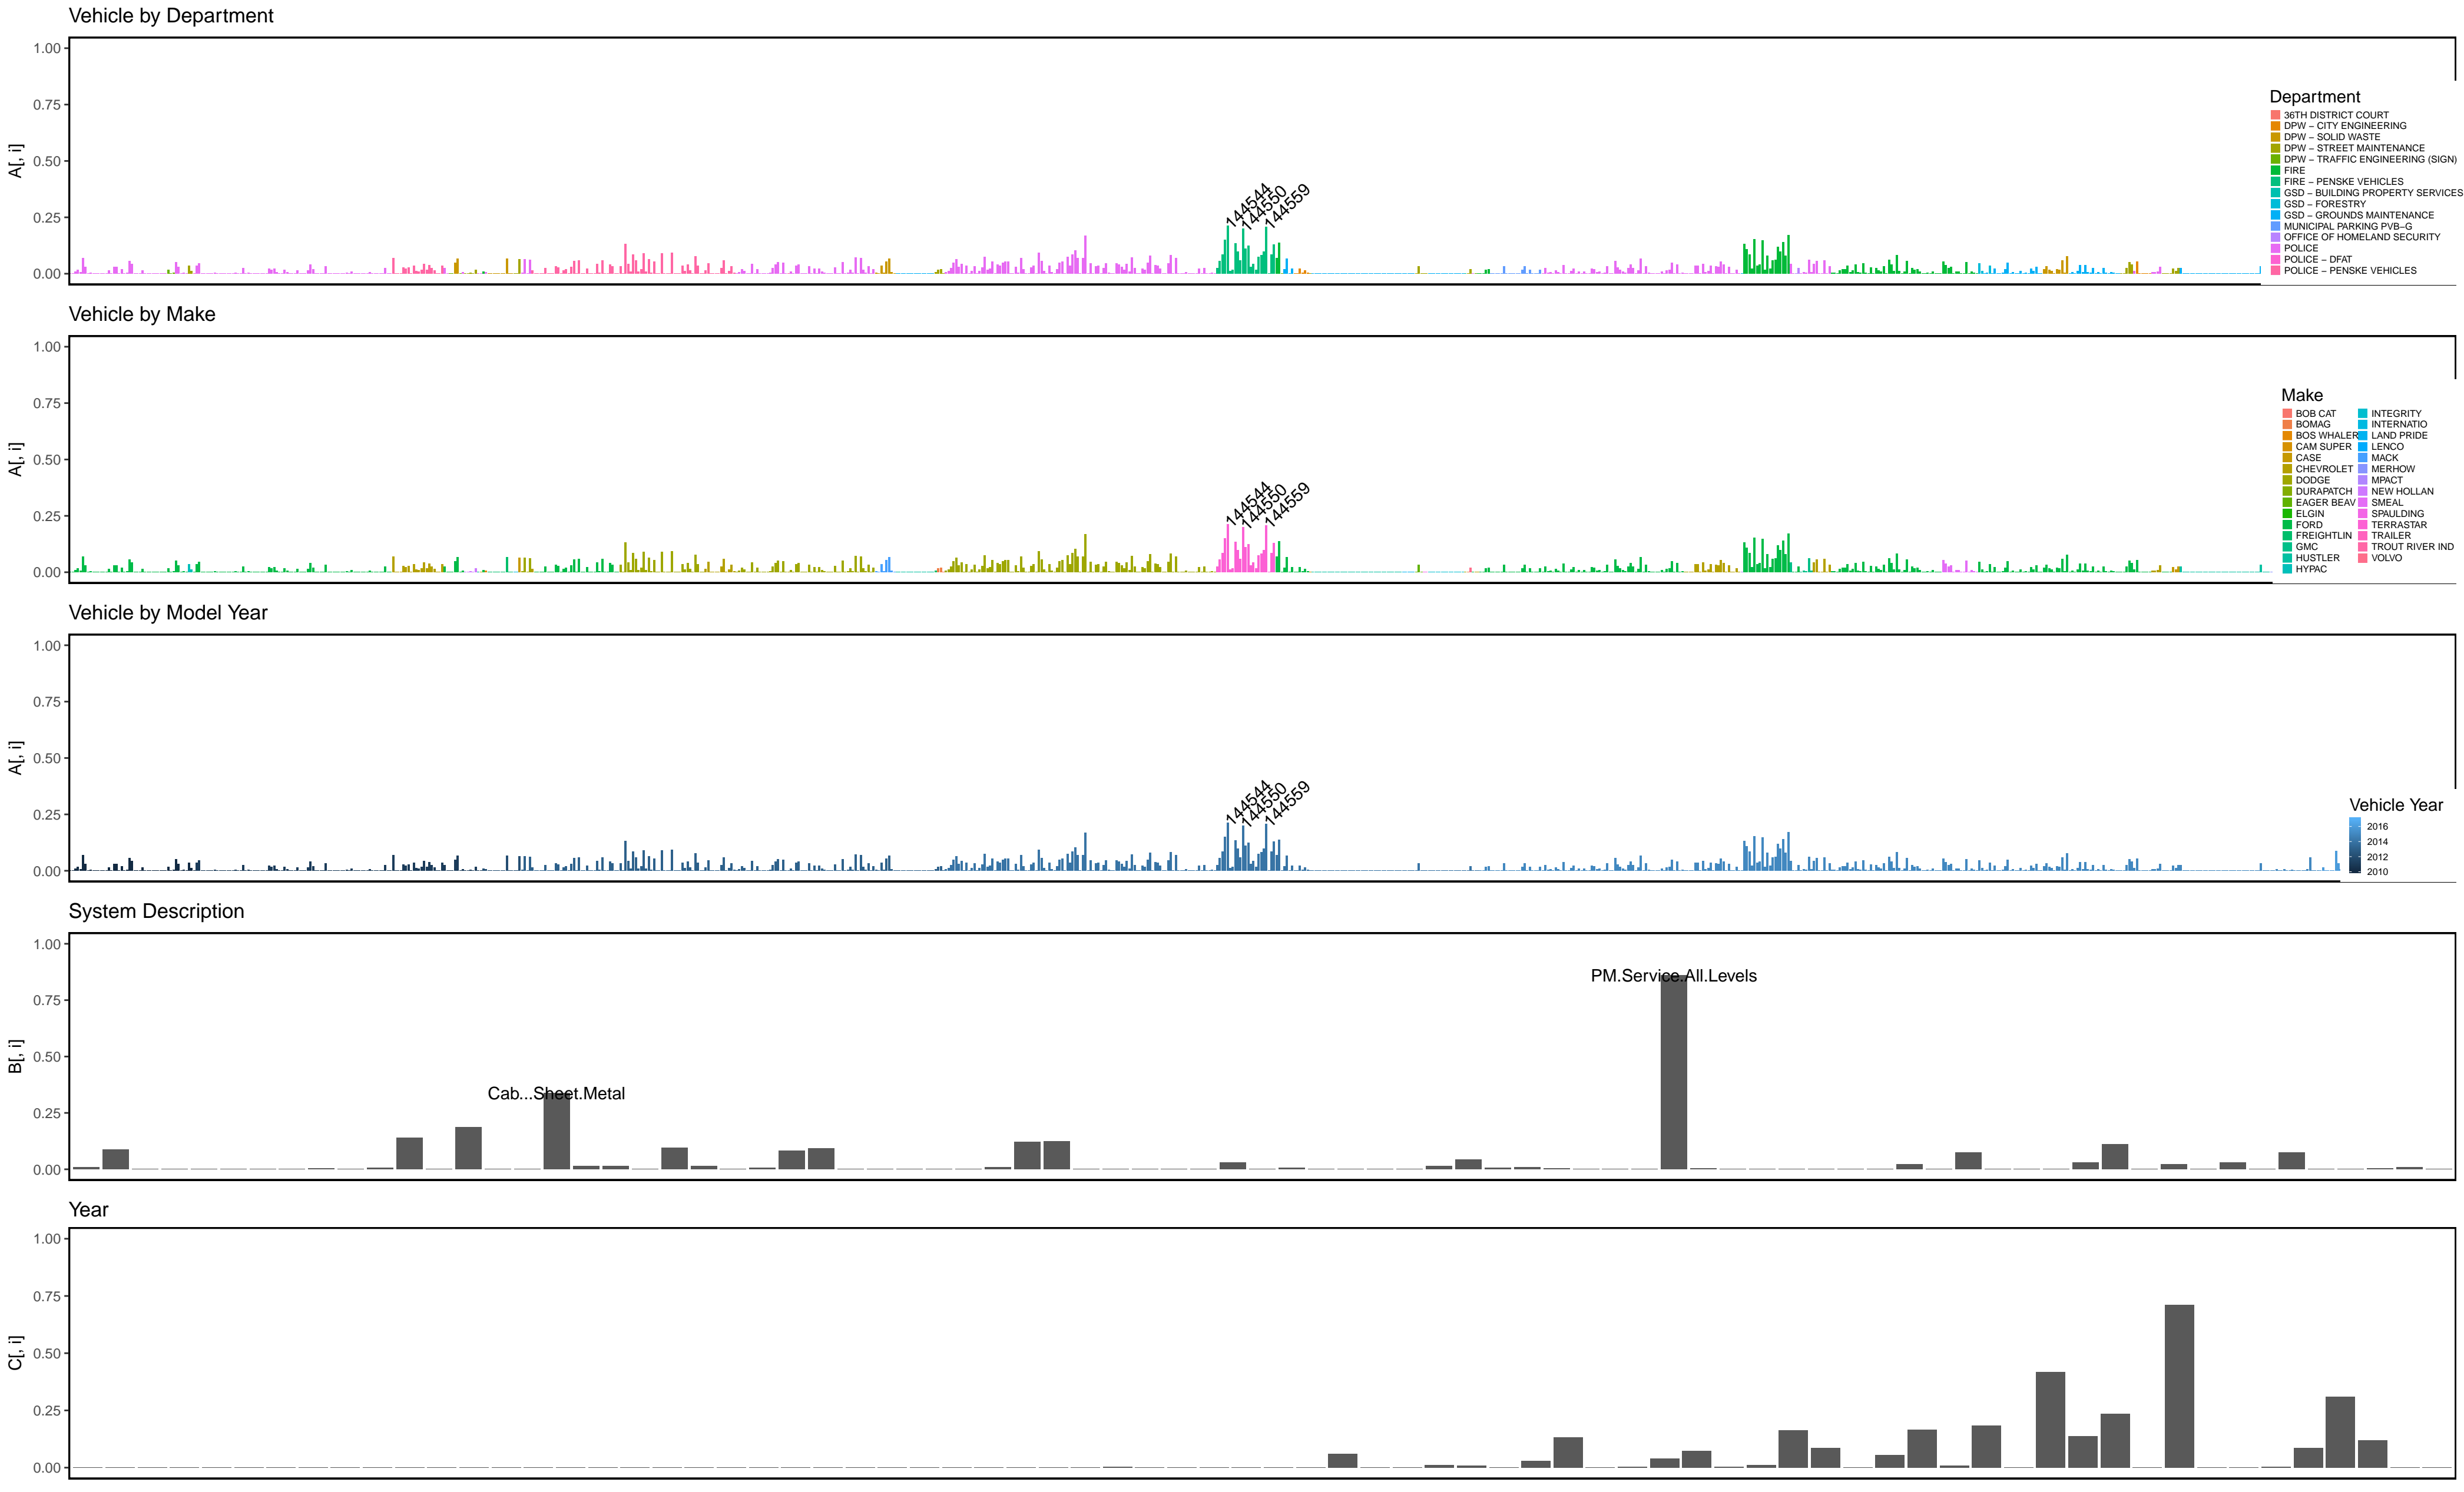 Vehicle by Department
1.00
0.75
0.50
0.25
0.00
A[, i]
144544
144550
144559
Department
36TH DISTRICT COURT
DPW – CITY ENGINEERING
DPW – SOLID WASTE
DPW – STREET MAINTENANCE
DPW – TRAFFIC ENGINEERING (SIGN)
FIRE
FIRE – PENSKE VEHICLES
GSD – BUILDING PROPERTY SERVICES
GSD – FORESTRY
GSD – GROUNDS MAINTENANCE
MUNICIPAL PARKING PVB–G
OFFICE OF HOMELAND SECURITY
POLICE
POLICE – DFAT
POLICE – PENSKE VEHICLES
Vehicle by Make
1.00
0.75
0.50
0.25
0.00
A[, i]
144544
144550
144559
Make
BOB CAT
BOMAG
BOS WHALER
CAM SUPER
CASE
CHEVROLET
DODGE
DURAPATCH
EAGER BEAV
ELGIN
FORD
FREIGHTLIN
GMC
HUSTLER
HYPAC
INTEGRITY
INTERNATIO
LAND PRIDE
LENCO
MACK
MERHOW
MPACT
NEW HOLLAN
SMEAL
SPAULDING
TERRASTAR
TRAILER
TROUT RIVER IND
VOLVO
Vehicle by Model Year
1.00
0.75
0.50
0.25
0.00
A[, i]
144544
144550
144559
Vehicle Year
2016
2014
2012
2010
System Description
1.00
0.75
0.50
0.25
0.00
B[, i]
Cab...Sheet.Metal
PM.Service.All.Levels
Year
1.00
0.75
0.50
0.25
0.00
C[, i]